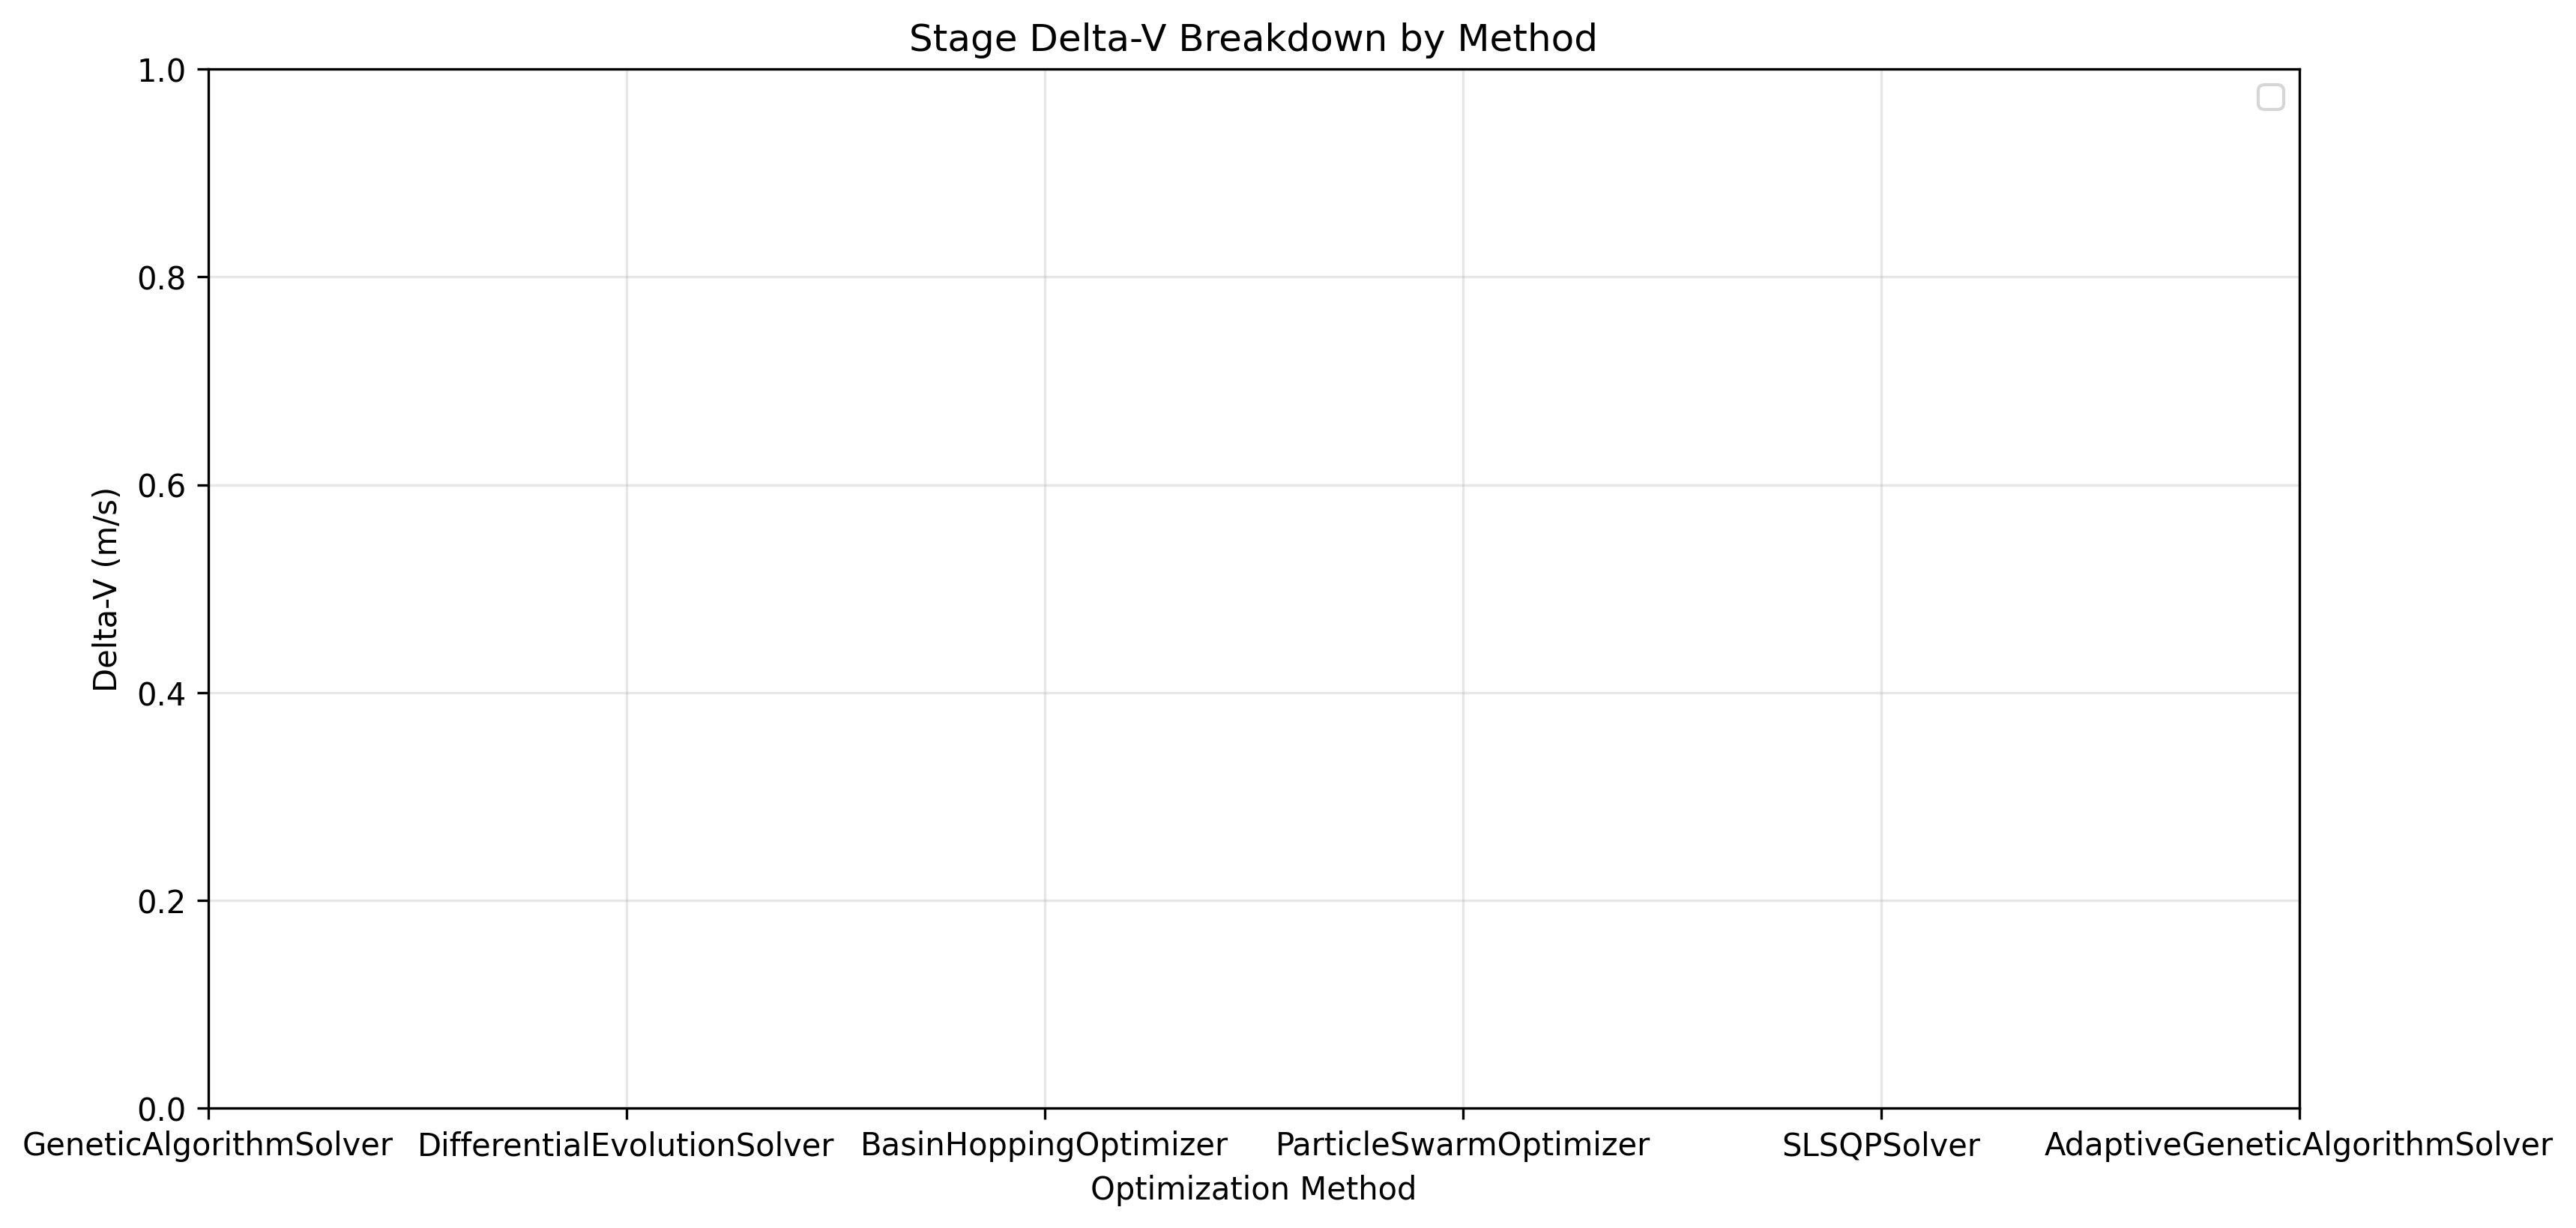 Stage Delta-V Breakdown by Method
Delta-V (m/s)
1.0
0.8
0.6
0.4
0.2
0.0
GeneticAlgorithmSolver DifferentialEvolutionSolver BasinHoppingOptimizer ParticleSwarmOptimizer SLSQPSolver AdaptiveGeneticAlgorithmSolver
Optimization Method